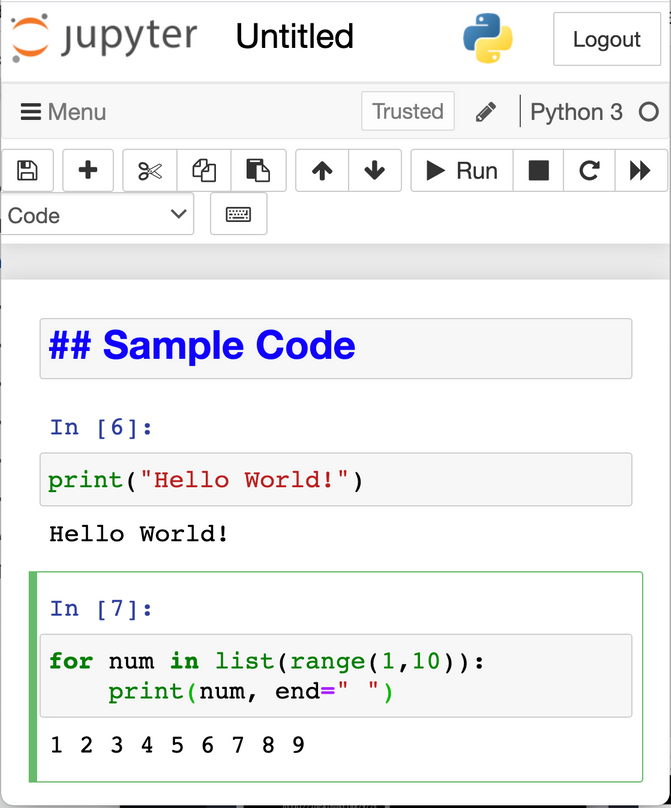 jupyter Untitled Logout
Menu Trusted Python 3
Run
Code
## Sample Code
In [6]:
print("Hello World!")
Hello World!
In [7]:
for num in list(range(1,10)):
    print(num, end=" ")
1 2 3 4 5 6 7 8 9